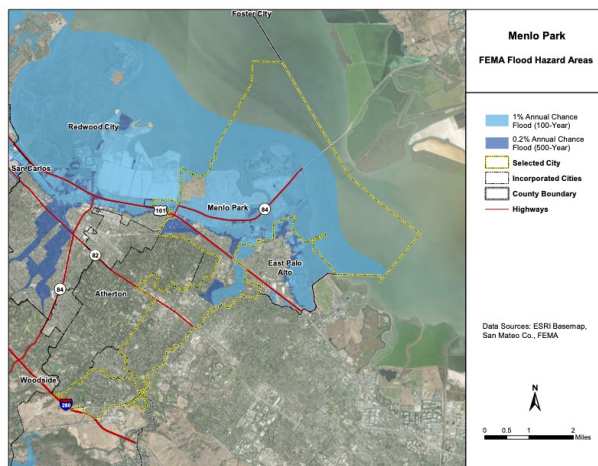 Foster City
Redwood City
San Carlos
101
Menlo Park
84
82
East Palo
Alto
84
Atherton
Woodside
280
Menlo Park
FEMA Flood Hazard Areas
1% Annual Chance
Flood (100-Year)
0.2% Annual Chance
Flood (500-Year)
Selected City
Incorporated Cities
County Boundary
Highways
Data Sources: ESRI Basemap,
San Mateo Co., FEMA
N
0 0.5 1 2
Miles